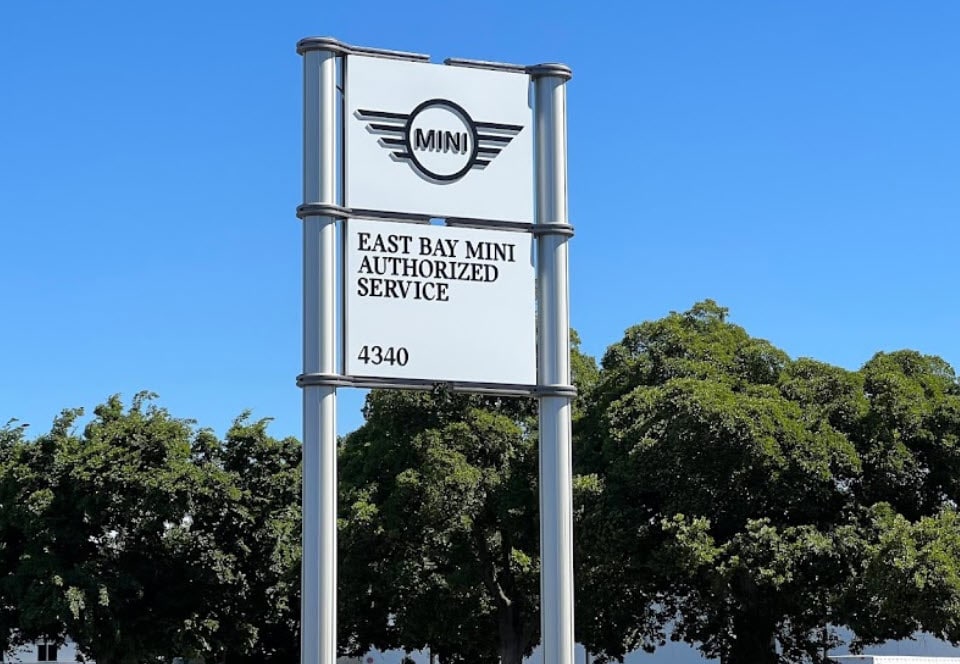 MINI
EAST BAY MINI
AUTHORIZED
SERVICE
4340